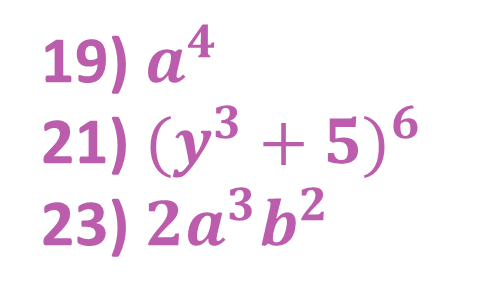 19) a⁴
21) (y³ + 5)⁶
23) 2a³b²